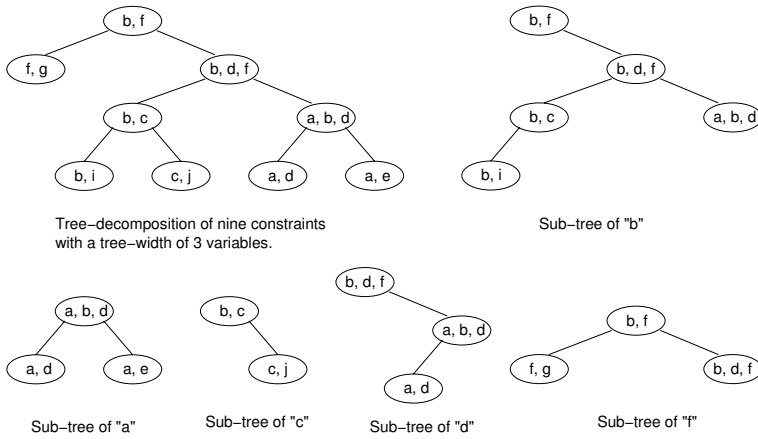 b, f
b, f
f, g
b, d, f
b, d, f
b, c
a, b, d
b, c
a, b, d
b, i
c, j
a, d
a, e
b, i
Tree−decomposition of nine constraints
with a tree−width of 3 variables.
Sub−tree of "b"
b, d, f
a, b, d
b, c
a, b, d
b, f
a, d
a, e
c, j
a, d
f, g
b, d, f
Sub−tree of "a"
Sub−tree of "c"
Sub−tree of "d"
Sub−tree of "f"